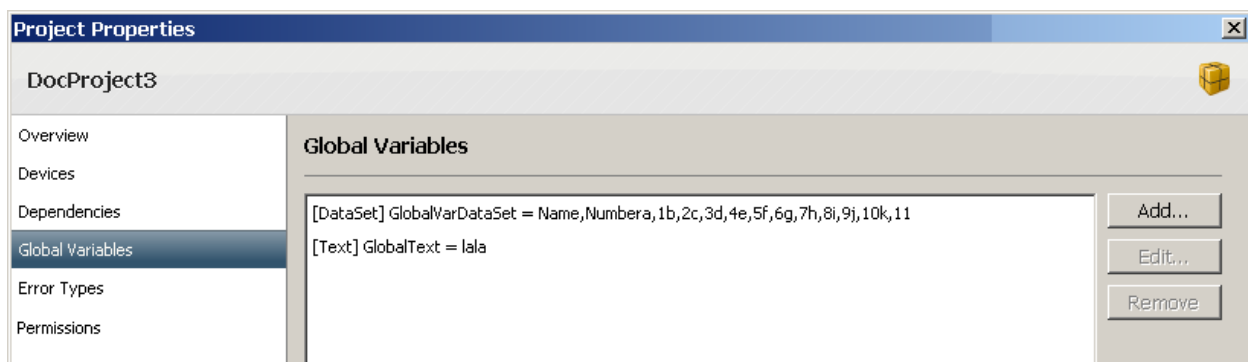 Project Properties
DocProject3
Overview
Devices
Dependencies
Global Variables
Error Types
Permissions
Global Variables
[DataSet] GlobalVarDataSet = Name,Numbera,1b,2c,3d,4e,5f,6g,7h,8i,9j,10k,11
[Text] GlobalText = lala
Add...
Edit...
Remove